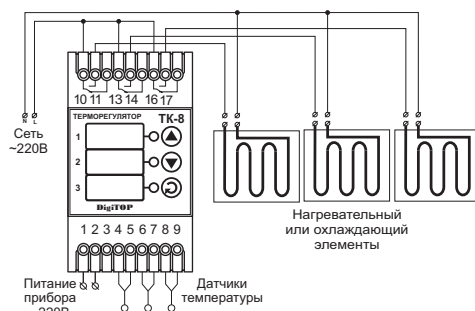 10 11 13 14 16 17
N L
ТЕРМОРЕГУЛЯТОР ТК-8
Сеть
~220В
1
2
3
DigiTOP
Нагревательный
или охлаждающий
элементы
1 2 3 4 5 6 7 8 9
Питание
прибора
~220В
Датчики
температуры